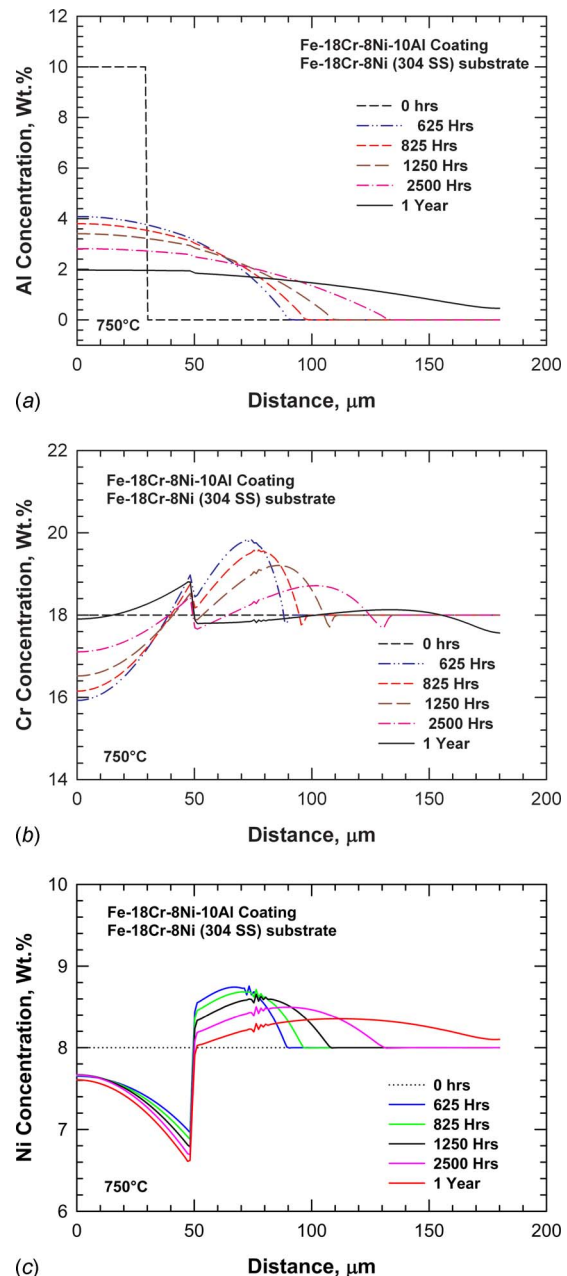 12
10
8
6
4
2
0
Al Concentration, Wt.%
Fe-18Cr-8Ni-10Al Coating
Fe-18Cr-8Ni (304 SS) substrate
0 hrs
625 Hrs
825 Hrs
1250 Hrs
2500 Hrs
1 Year
750°C
0 50 100 150 200
(a) Distance, μm
22
20
18
16
14
Cr Concentration, Wt.%
Fe-18Cr-8Ni-10Al Coating
Fe-18Cr-8Ni (304 SS) substrate
0 hrs
625 Hrs
825 Hrs
1250 Hrs
2500 Hrs
1 Year
750°C
0 50 100 150 200
(b) Distance, μm
10
9
8
7
6
Ni Concentration, Wt.%
Fe-18Cr-8Ni-10Al Coating
Fe-18Cr-8Ni (304 SS) substrate
0 hrs
625 Hrs
825 Hrs
1250 Hrs
2500 Hrs
1 Year
750°C
0 50 100 150 200
(c) Distance, μm